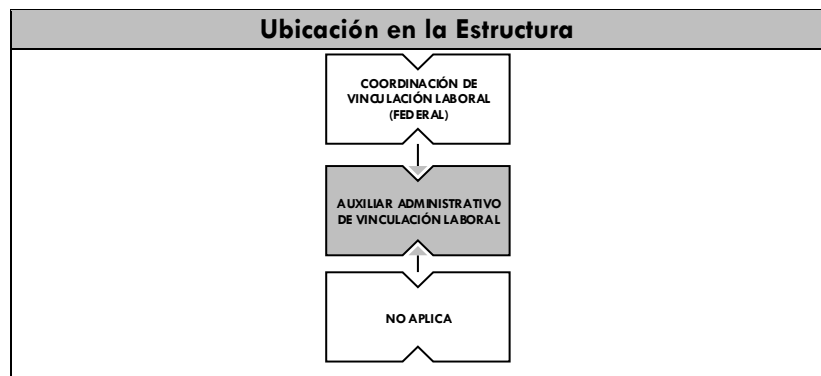 Ubicación en la Estructura
COORDINACIÓN DE
VINCULACIÓN LABORAL
(FEDERAL)
AUXILIAR ADMINISTRATIVO
DE VINCULACIÓN LABORAL
NO APLICA